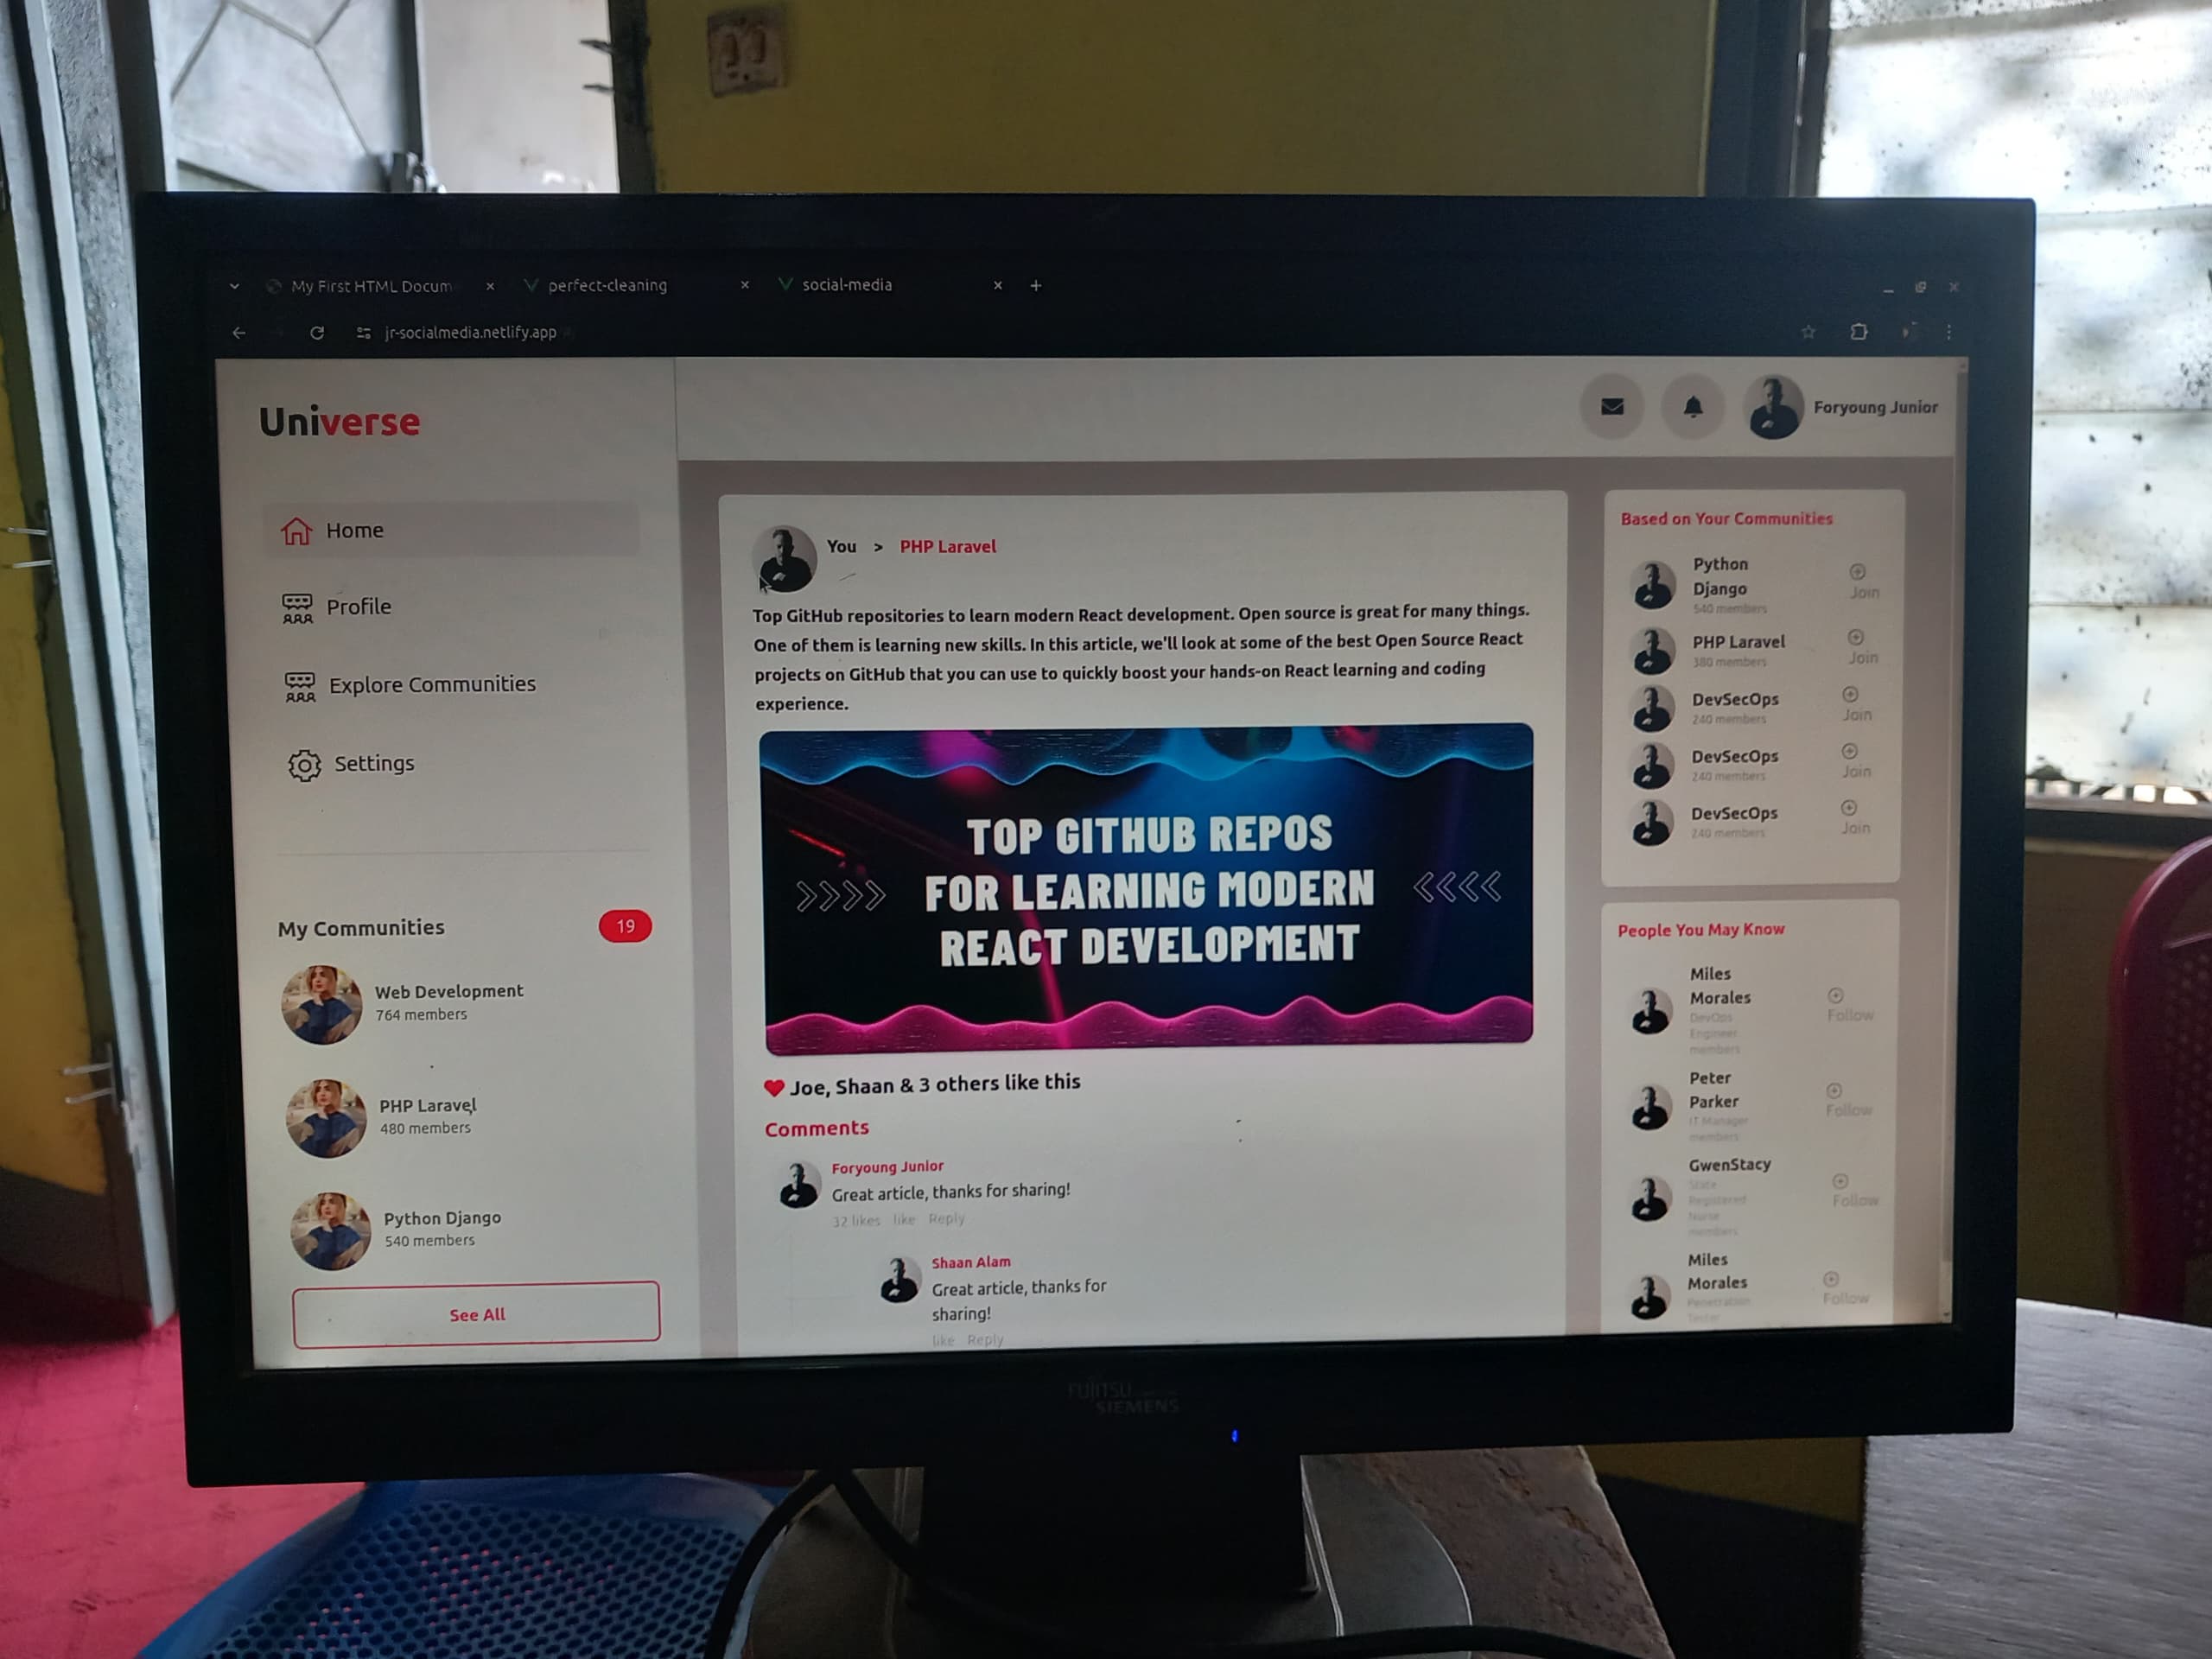 My First HTML Docum
perfect-cleaning
social-media
jr-socialmedia.netlify.app
Universe
Home
Profile
Explore Communities
Settings
My Communities
19
Web Development
764 members
PHP Laravel
480 members
Python Django
540 members
See All
Foryoung Junior
You > PHP Laravel
Top GitHub repositories to learn modern React development. Open source is great for many things.
One of them is learning new skills. In this article, we'll look at some of the best Open Source React
projects on GitHub that you can use to quickly boost your hands-on React learning and coding
experience.
TOP GITHUB REPOS
FOR LEARNING MODERN
REACT DEVELOPMENT
Joe, Shaan & 3 others like this
Comments
Foryoung Junior
Great article, thanks for sharing!
32 likes like Reply
Shaan Alam
Great article, thanks for
sharing!
like Reply
Based on Your Communities
Python
Django
540 members
Join
PHP Laravel
380 members
Join
DevSecOps
240 members
Join
DevSecOps
240 members
Join
DevSecOps
240 members
Join
People You May Know
Miles
Morales
DevOps
Engineer
members
Follow
Peter
Parker
IT Manager
members
Follow
GwenStacy
State
Registered
Nurse
members
Follow
Miles
Morales
Penetration
Tester
Follow
FUJITSU
SIEMENS